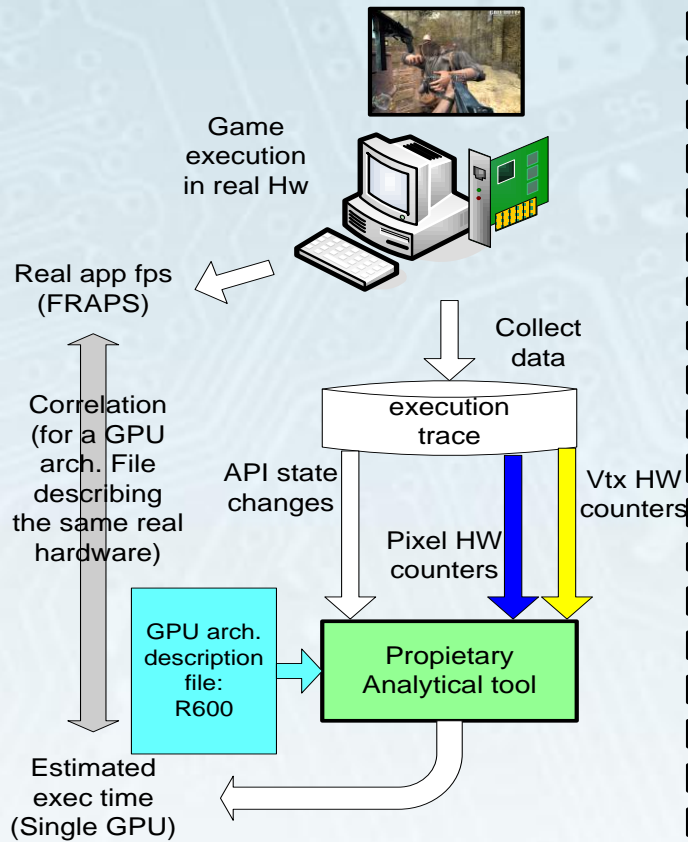 Game
execution
in real Hw
Real app fps
(FRAPS)
Collect
data
execution
trace
Correlation
(for a GPU
arch. File
describing
the same real
hardware)
API state
changes
Vtx HW
counters
Pixel HW
counters
GPU arch.
description
file:
R600
Propietary
Analytical tool
Estimated
exec time
(Single GPU)